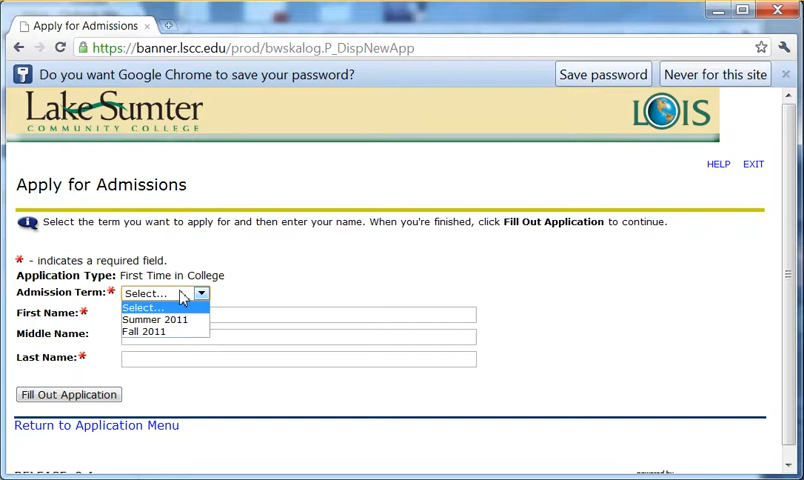 Apply for Admissions
https://banner.lscc.edu/prod/bwskalog.P_DispNewApp
Do you want Google Chrome to save your password?
Save password
Never for this site
Lake Sumter
COMMUNITY COLLEGE
LOIS
HELP EXIT
Apply for Admissions
Select the term you want to apply for and then enter your name. When you're finished, click Fill Out Application to continue.
* - indicates a required field.
Application Type: First Time in College
Admission Term:* Select...
Select...
Summer 2011
Fall 2011
First Name:*
Middle Name:
Last Name:*
Fill Out Application
Return to Application Menu
powered by